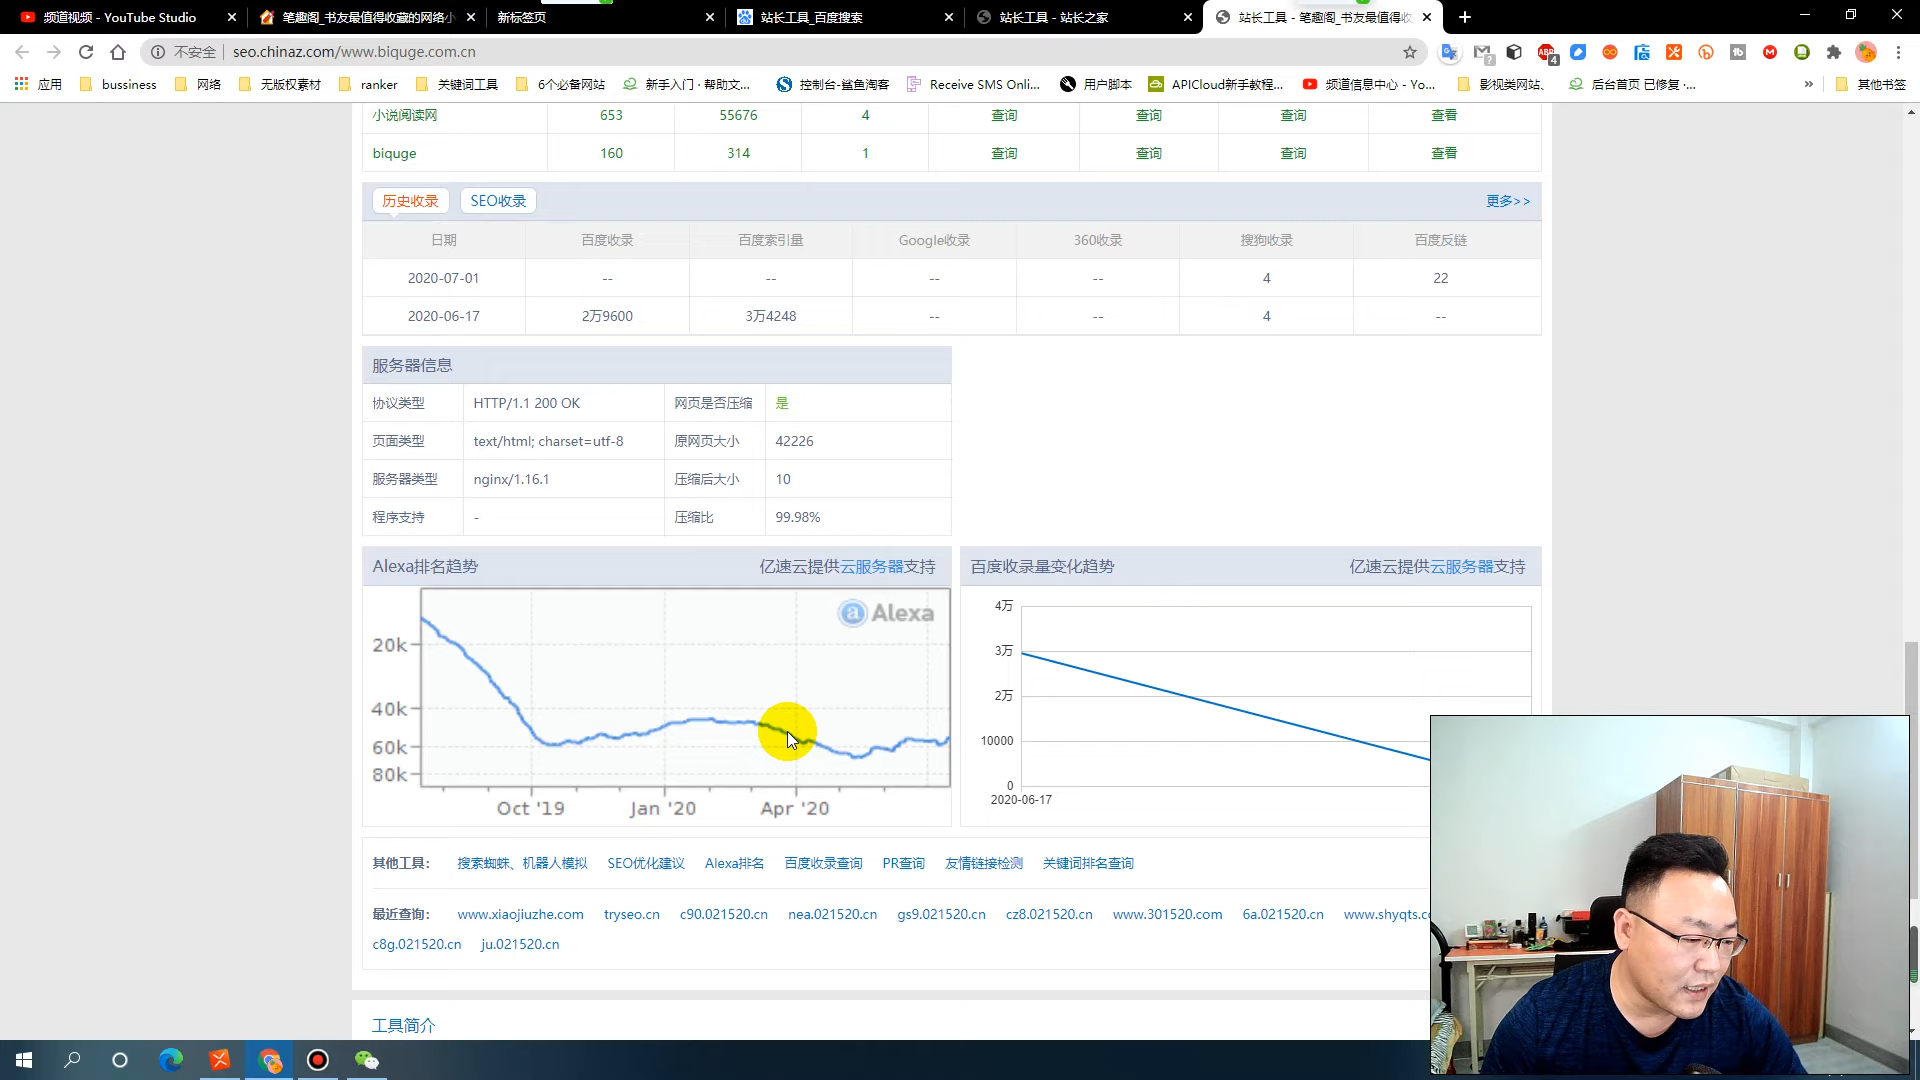 频道视频 - YouTube Studio
笔趣阁_书友最值得收藏的网络小
新标签页
站长工具_百度搜索
站长工具 - 站长之家
站长工具 - 笔趣阁_书友最值得收
不安全 seo.chinaz.com/www.biquge.com.cn
应用 bussiness 网络 无版权素材 ranker 关键词工具 6个必备网站 新手入门 · 帮助文... 控制台-鲨鱼淘客 Receive SMS Onli... 用户脚本 APICloud新手教程... 频道信息中心 - Yo... 影视类网站、 后台首页 已修复 ·... » 其他书签
小说阅读网 653 55676 4 查询 查询 查询 查看
biquge 160 314 1 查询 查询 查询 查看
历史收录 SEO收录 更多>>
日期 百度收录 百度索引量 Google收录 360收录 搜狗收录 百度反链
2020-07-01 -- -- -- -- 4 22
2020-06-17 2万9600 3万4248 -- -- 4 --
服务器信息
协议类型 HTTP/1.1 200 OK 网页是否压缩 是
页面类型 text/html; charset=utf-8 原网页大小 42226
服务器类型 nginx/1.16.1 压缩后大小 10
程序支持 - 压缩比 99.98%
Alexa排名趋势 亿速云提供云服务器支持
Alexa
20k
40k
60k
80k
Oct '19 Jan '20 Apr '20
百度收录量变化趋势 亿速云提供云服务器支持
4万
3万
2万
10000
0
2020-06-17
其他工具： 搜索蜘蛛、机器人模拟 SEO优化建议 Alexa排名 百度收录查询 PR查询 友情链接检测 关键词排名查询
最近查询： www.xiaojiuzhe.com tryseo.cn c90.021520.cn nea.021520.cn gs9.021520.cn cz8.021520.cn www.301520.com 6a.021520.cn www.shyqts.c
c8g.021520.cn ju.021520.cn
工具简介